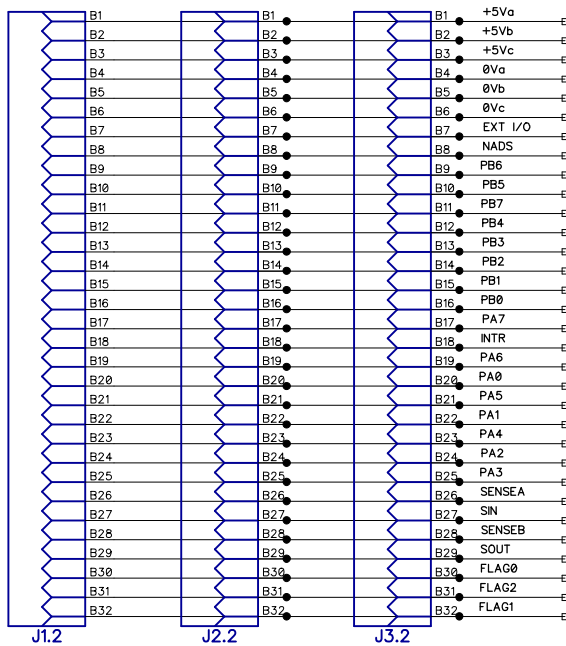 B1 B1 B1 +5Va
B2 B2 B2 +5Vb
B3 B3 B3 +5Vc
B4 B4 B4 0Va
B5 B5 B5 0Vb
B6 B6 B6 0Vc
B7 B7 B7 EXT I/O
B8 B8 B8 NADS
B9 B9 B9 PB6
B10 B10 B10 PB5
B11 B11 B11 PB7
B12 B12 B12 PB4
B13 B13 B13 PB3
B14 B14 B14 PB2
B15 B15 B15 PB1
B16 B16 B16 PB0
B17 B17 B17 PA7
B18 B18 B18 INTR
B19 B19 B19 PA6
B20 B20 B20 PA0
B21 B21 B21 PA5
B22 B22 B22 PA1
B23 B23 B23 PA4
B24 B24 B24 PA2
B25 B25 B25 PA3
B26 B26 B26 SENSEA
B27 B27 B27 SIN
B28 B28 B28 SENSEB
B29 B29 B29 SOUT
B30 B30 B30 FLAG0
B31 B31 B31 FLAG2
B32 B32 B32 FLAG1
J1.2 J2.2 J3.2